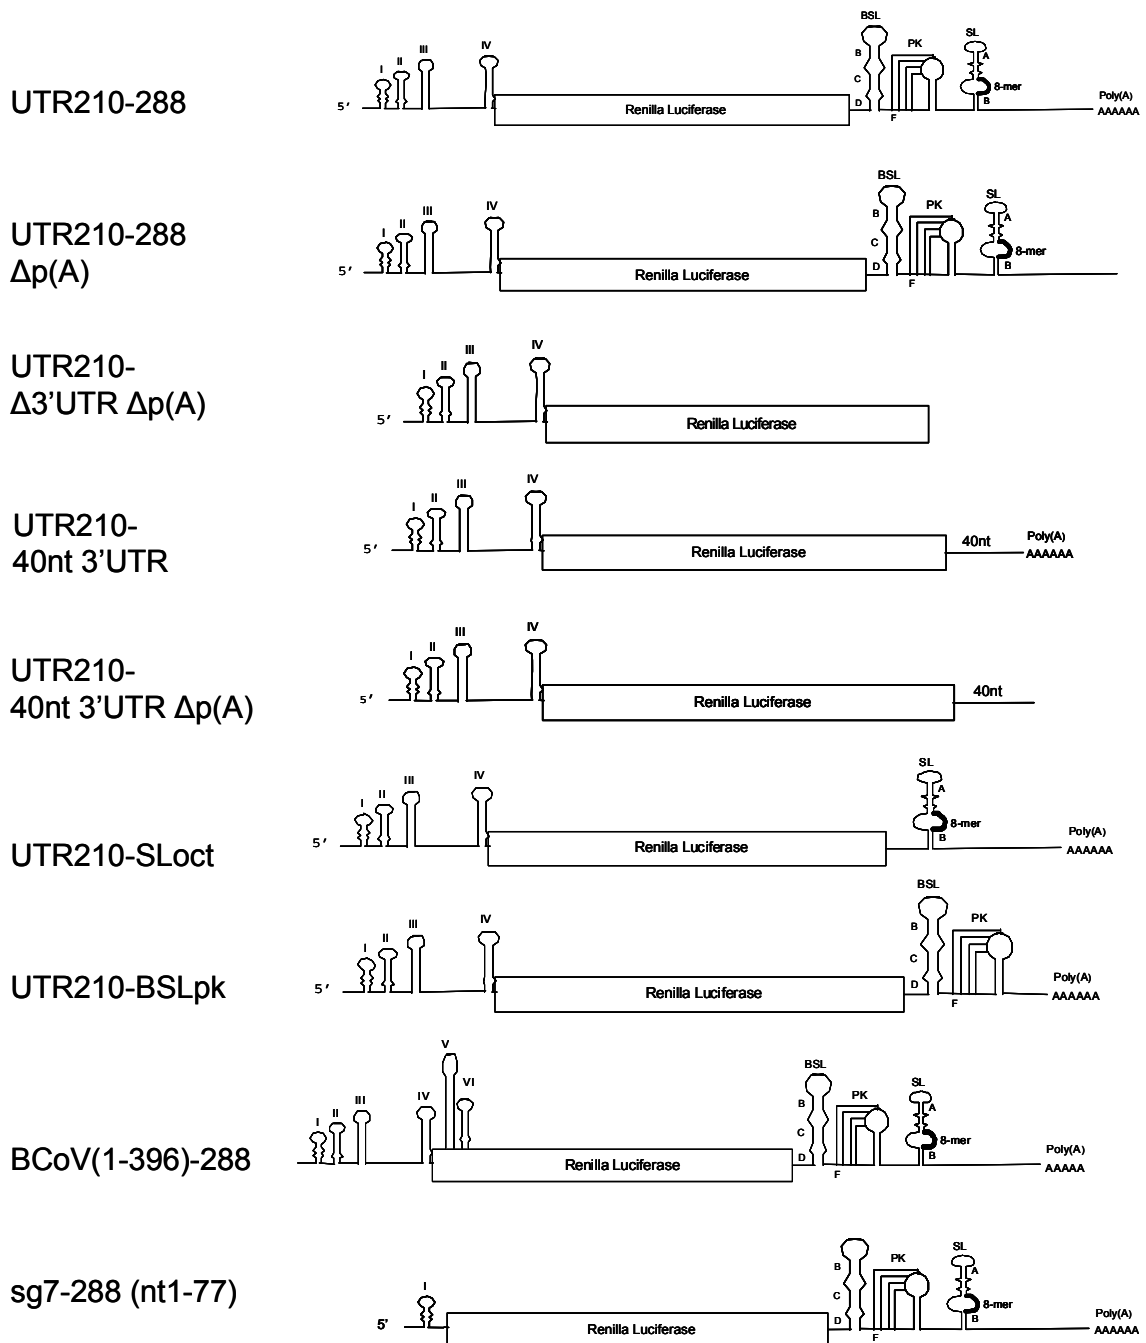 BSL
SL
III
IV
B
PK
A
II
I
C
8-mer
UTR210-288
5'
Renilla Luciferase
D
F
B
Poly(A)
AAAAAA
BSL
SL
III
IV
B
PK
A
UTR210-288
II
I
C
8-mer
Δp(A)
5'
Renilla Luciferase
D
F
B
UTR210-
III
IV
II
I
Δ3'UTR Δp(A)
5'
Renilla Luciferase
III
IV
UTR210-
II
I
40nt
Poly(A)
40nt 3'UTR
5'
Renilla Luciferase
AAAAAA
III
IV
UTR210-
II
I
40nt
40nt 3'UTR Δp(A)
5'
Renilla Luciferase
SL
III
IV
A
II
I
8-mer
UTR210-SLoct
5'
Renilla Luciferase
B
Poly(A)
AAAAAA
BSL
III
IV
B
PK
II
I
C
UTR210-BSLpk
5'
Renilla Luciferase
D
F
Poly(A)
AAAAAA
V
BSL
SL
VI
III
IV
B
PK
A
II
I
C
8-mer
BCoV(1-396)-288
Renilla Luciferase
D
F
B
Poly(A)
AAAAA
BSL
SL
B
PK
A
I
C
8-mer
sg7-288 (nt1-77)
5'
Renilla Luciferase
D
F
B
Poly(A)
AAAAAA